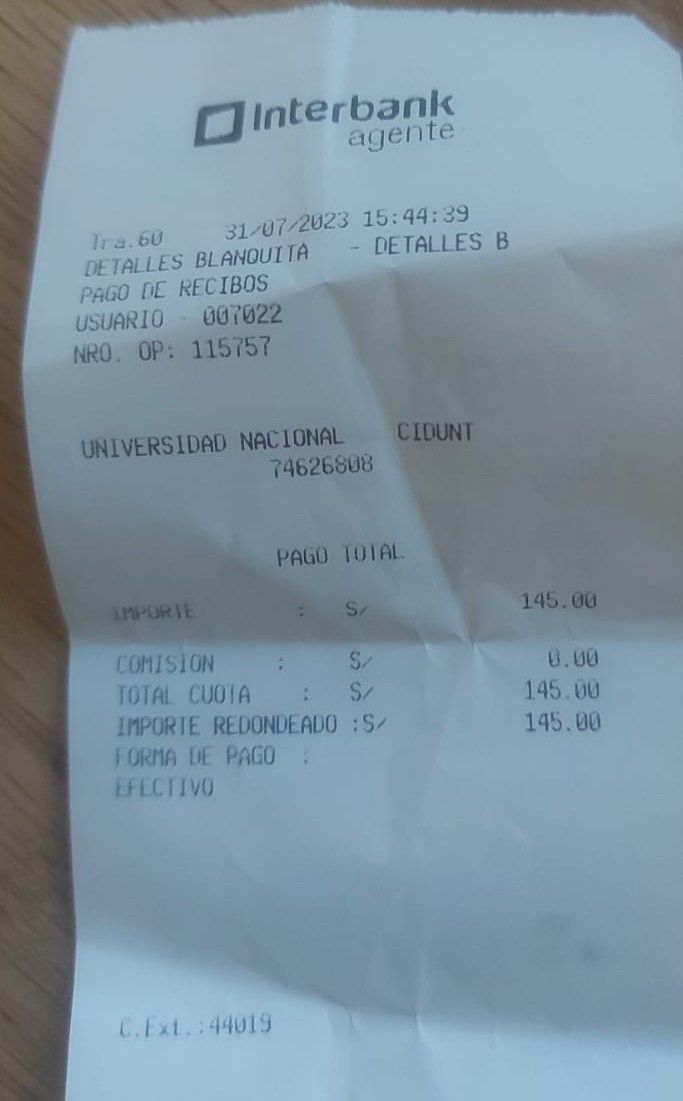 Interbank
agente
Tra.60 31/07/2023 15:44:39
DETALLES BLANQUITA - DETALLES B
PAGO DE RECIBOS
USUARIO - 007022
NRO. OP: 115757
UNIVERSIDAD NACIONAL CIDUNT
74626808
PAGO TOTAL
IMPORTE : S/ 145.00
COMISION : S/ 0.00
TOTAL CUOTA : S/ 145.00
IMPORTE REDONDEADO :S/ 145.00
FORMA DE PAGO :
EFECTIVO
C.Ext.:44019